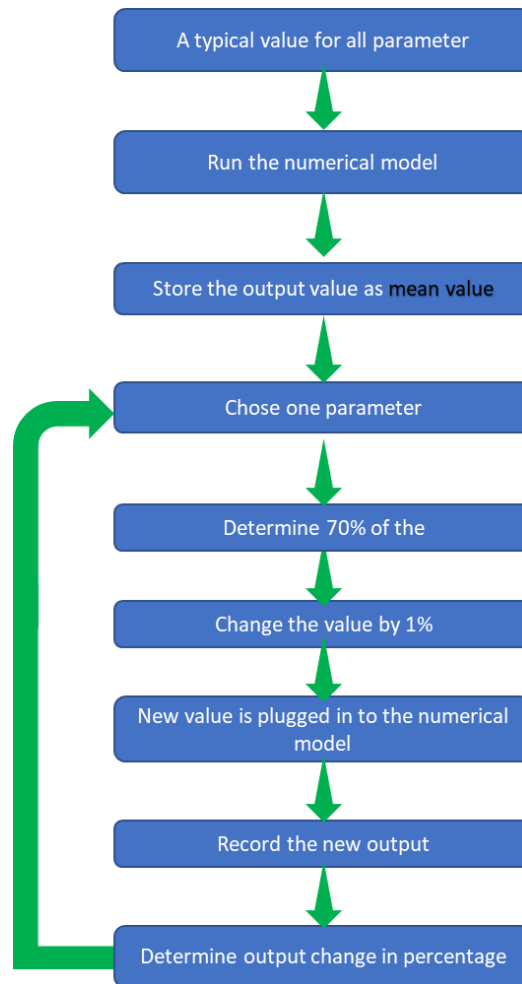 A typical value for all parameter
Run the numerical model
Store the output value as mean value
Chose one parameter
Determine 70% of the
Change the value by 1%
New value is plugged in to the numerical
model
Record the new output
Determine output change in percentage